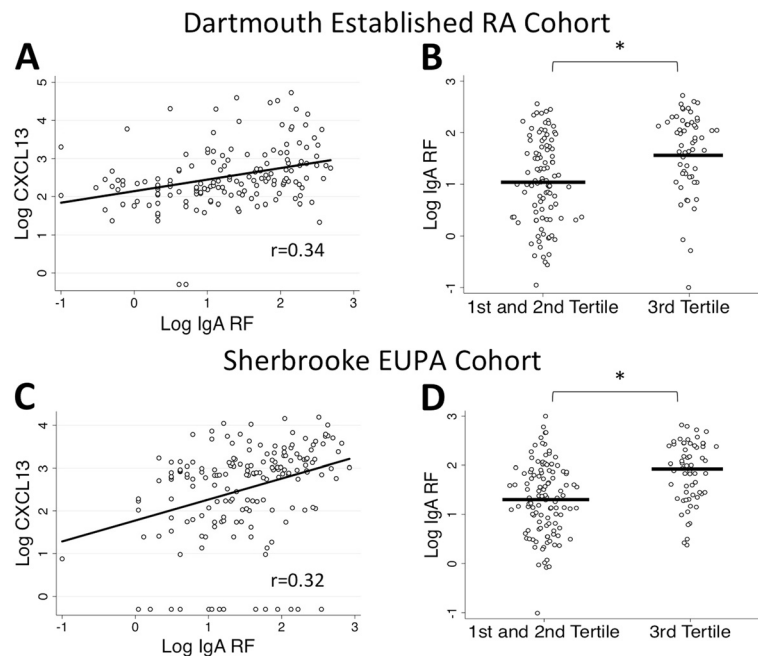 Dartmouth Established RA Cohort
A
Log CXCL13
5
4
3
2
1
0
r=0.34
-1 0 1 2 3
Log IgA RF
B
*
Log IgA RF
3
2
1
0
-1
1st and 2nd Tertile 3rd Tertile
Sherbrooke EUPA Cohort
C
Log CXCL13
4
3
2
1
0
r=0.32
-1 0 1 2 3
Log IgA RF
D
*
Log IgA RF
3
2
1
0
-1
1st and 2nd Tertile 3rd Tertile